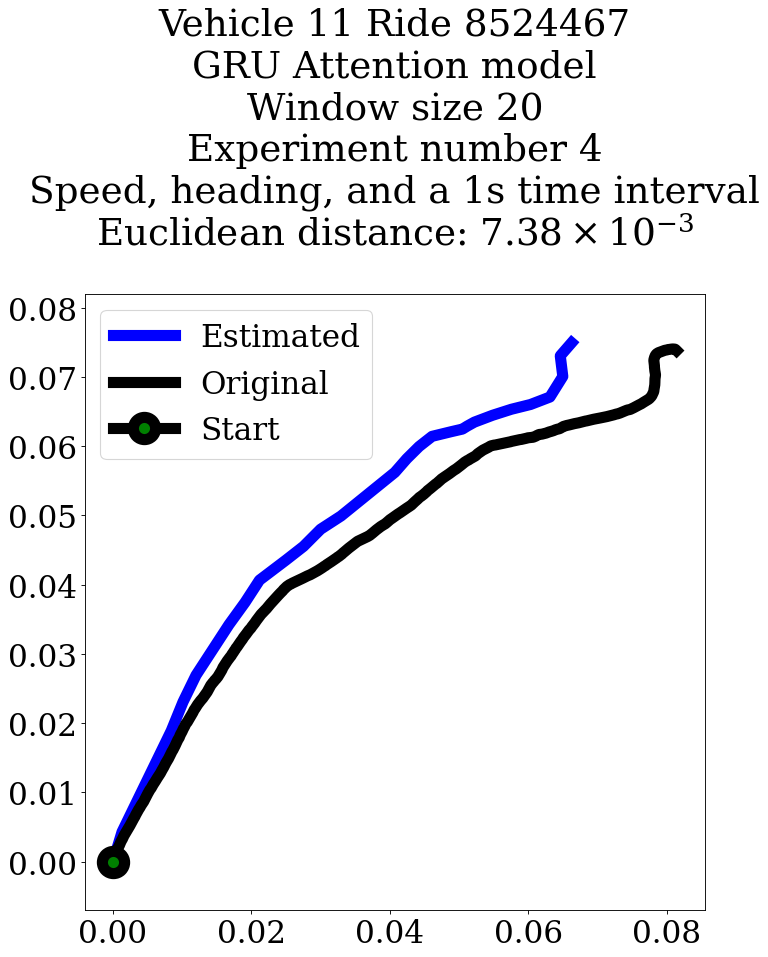 Vehicle 11 Ride 8524467
GRU Attention model
Window size 20
Experiment number 4
Speed, heading, and a 1s time interval
Euclidean distance: 7.38 × 10⁻³
0.08
0.07
0.06
0.05
0.04
0.03
0.02
0.01
0.00
Estimated
Original
Start
0.00 0.02 0.04 0.06 0.08